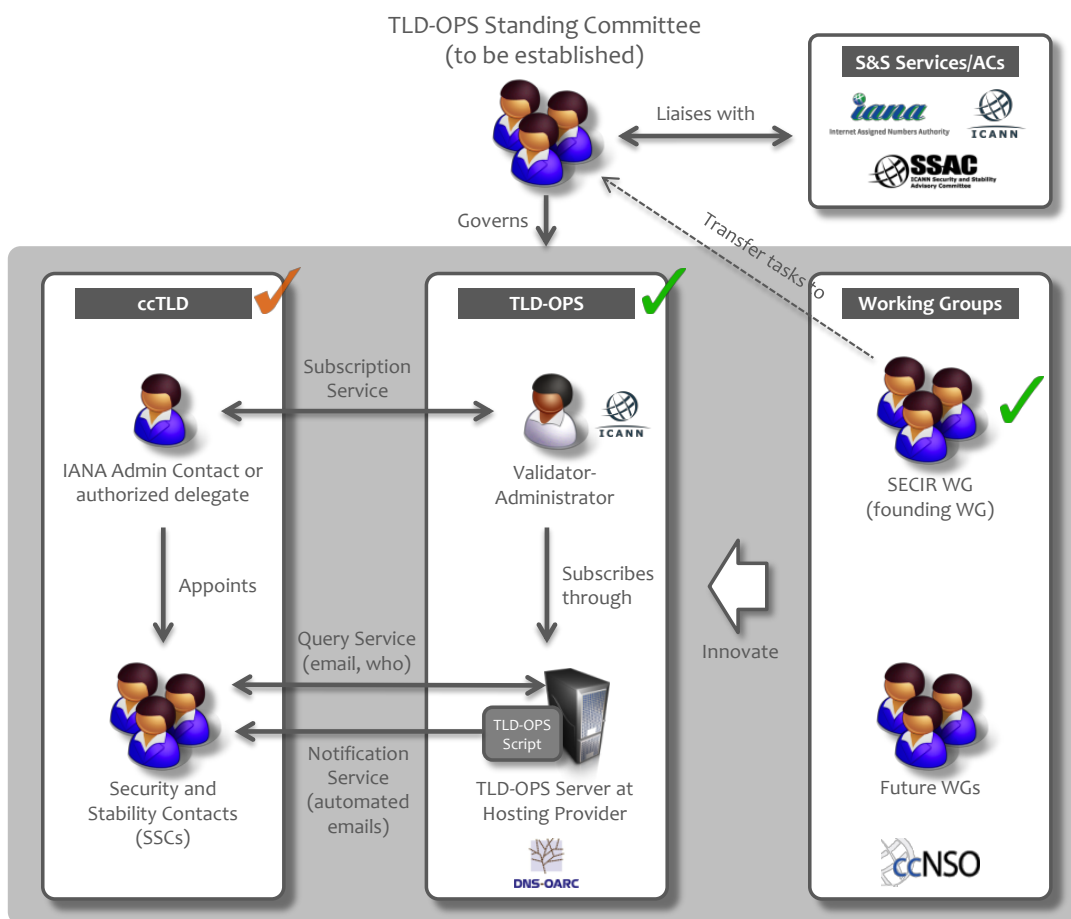 TLD-OPS Standing Committee
(to be established)
S&S Services/ACs
iana
Internet Assigned Numbers Authority
ICANN
SSAC
ICANN Security and Stability
Advisory Committee
Liaises with
Governs
Transfer tasks to
ccTLD
TLD-OPS
Working Groups
Subscription
Service
ICANN
IANA Admin Contact or
authorized delegate
Validator-
Administrator
SECIR WG
(founding WG)
Appoints
Subscribes
through
Innovate
Query Service
(email, who)
TLD-OPS
Script
Notification
Service
(automated
emails)
Security and
Stability Contacts
(SSCs)
TLD-OPS Server at
Hosting Provider
DNS-OARC
Future WGs
ccNSO